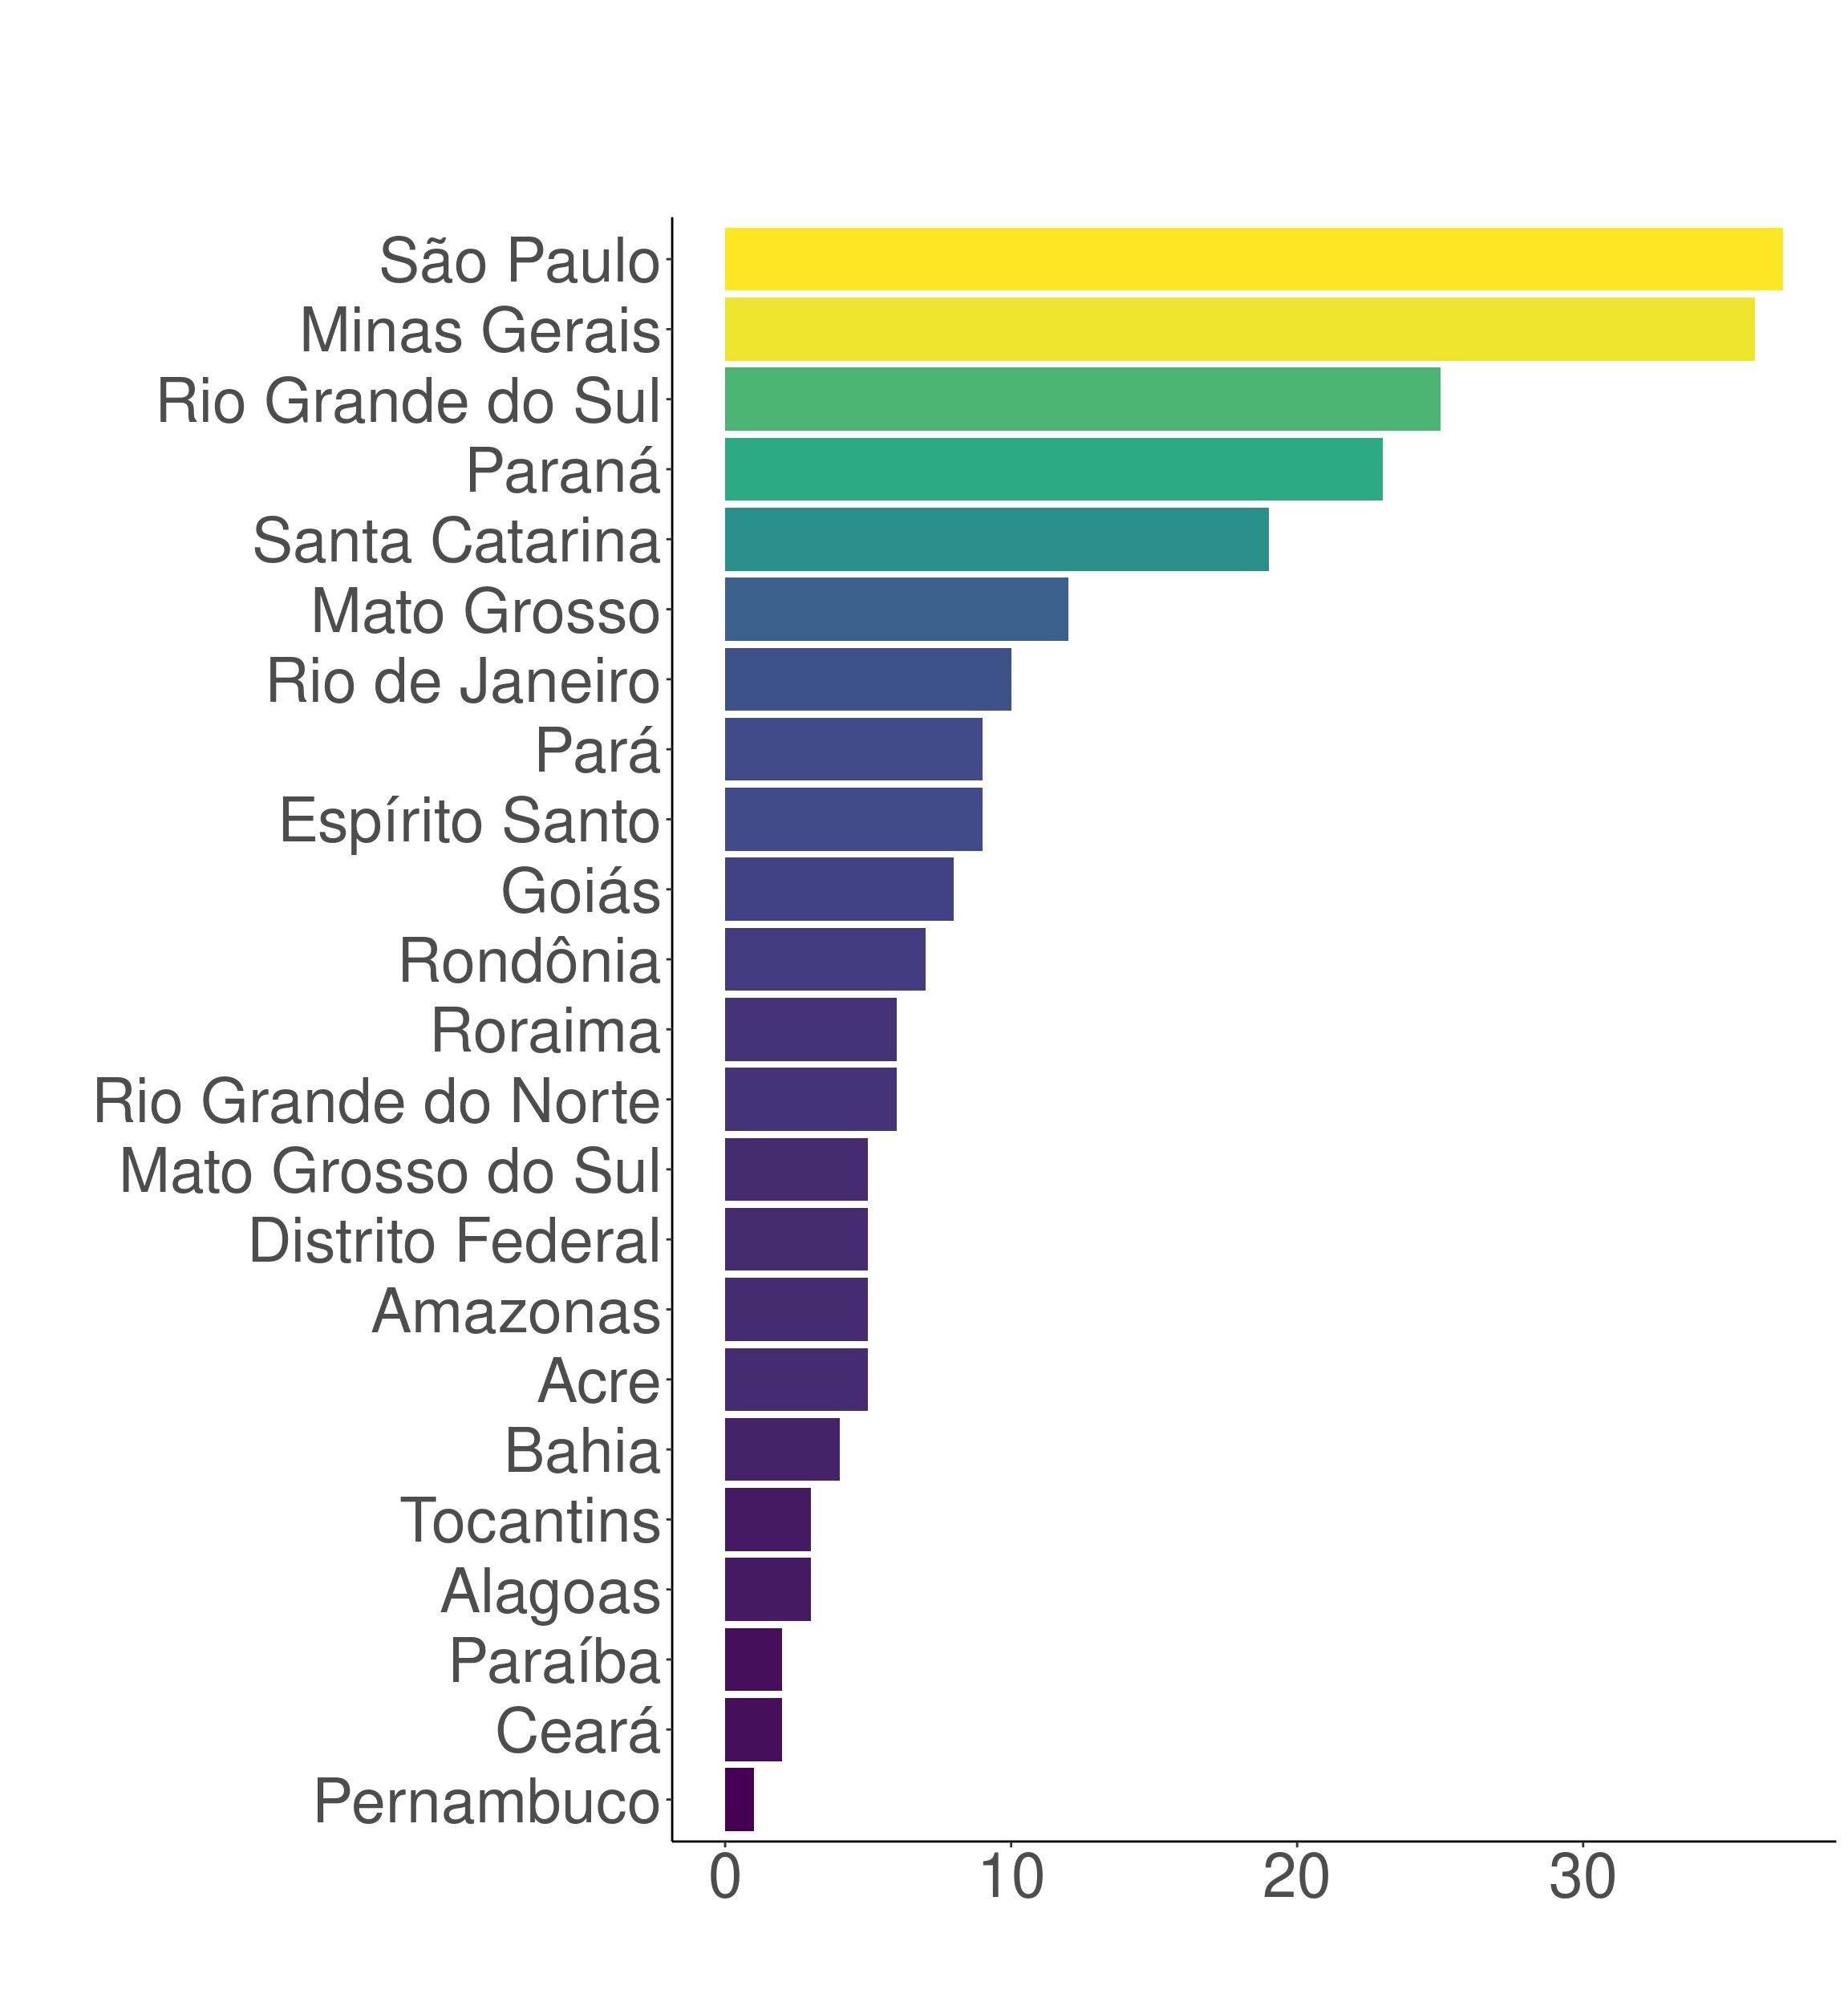 São Paulo
Minas Gerais
Rio Grande do Sul
Paraná
Santa Catarina
Mato Grosso
Rio de Janeiro
Pará
Espírito Santo
Goiás
Rondônia
Roraima
Rio Grande do Norte
Mato Grosso do Sul
Distrito Federal
Amazonas
Acre
Bahia
Tocantins
Alagoas
Paraíba
Ceará
Pernambuco
0 10 20 30